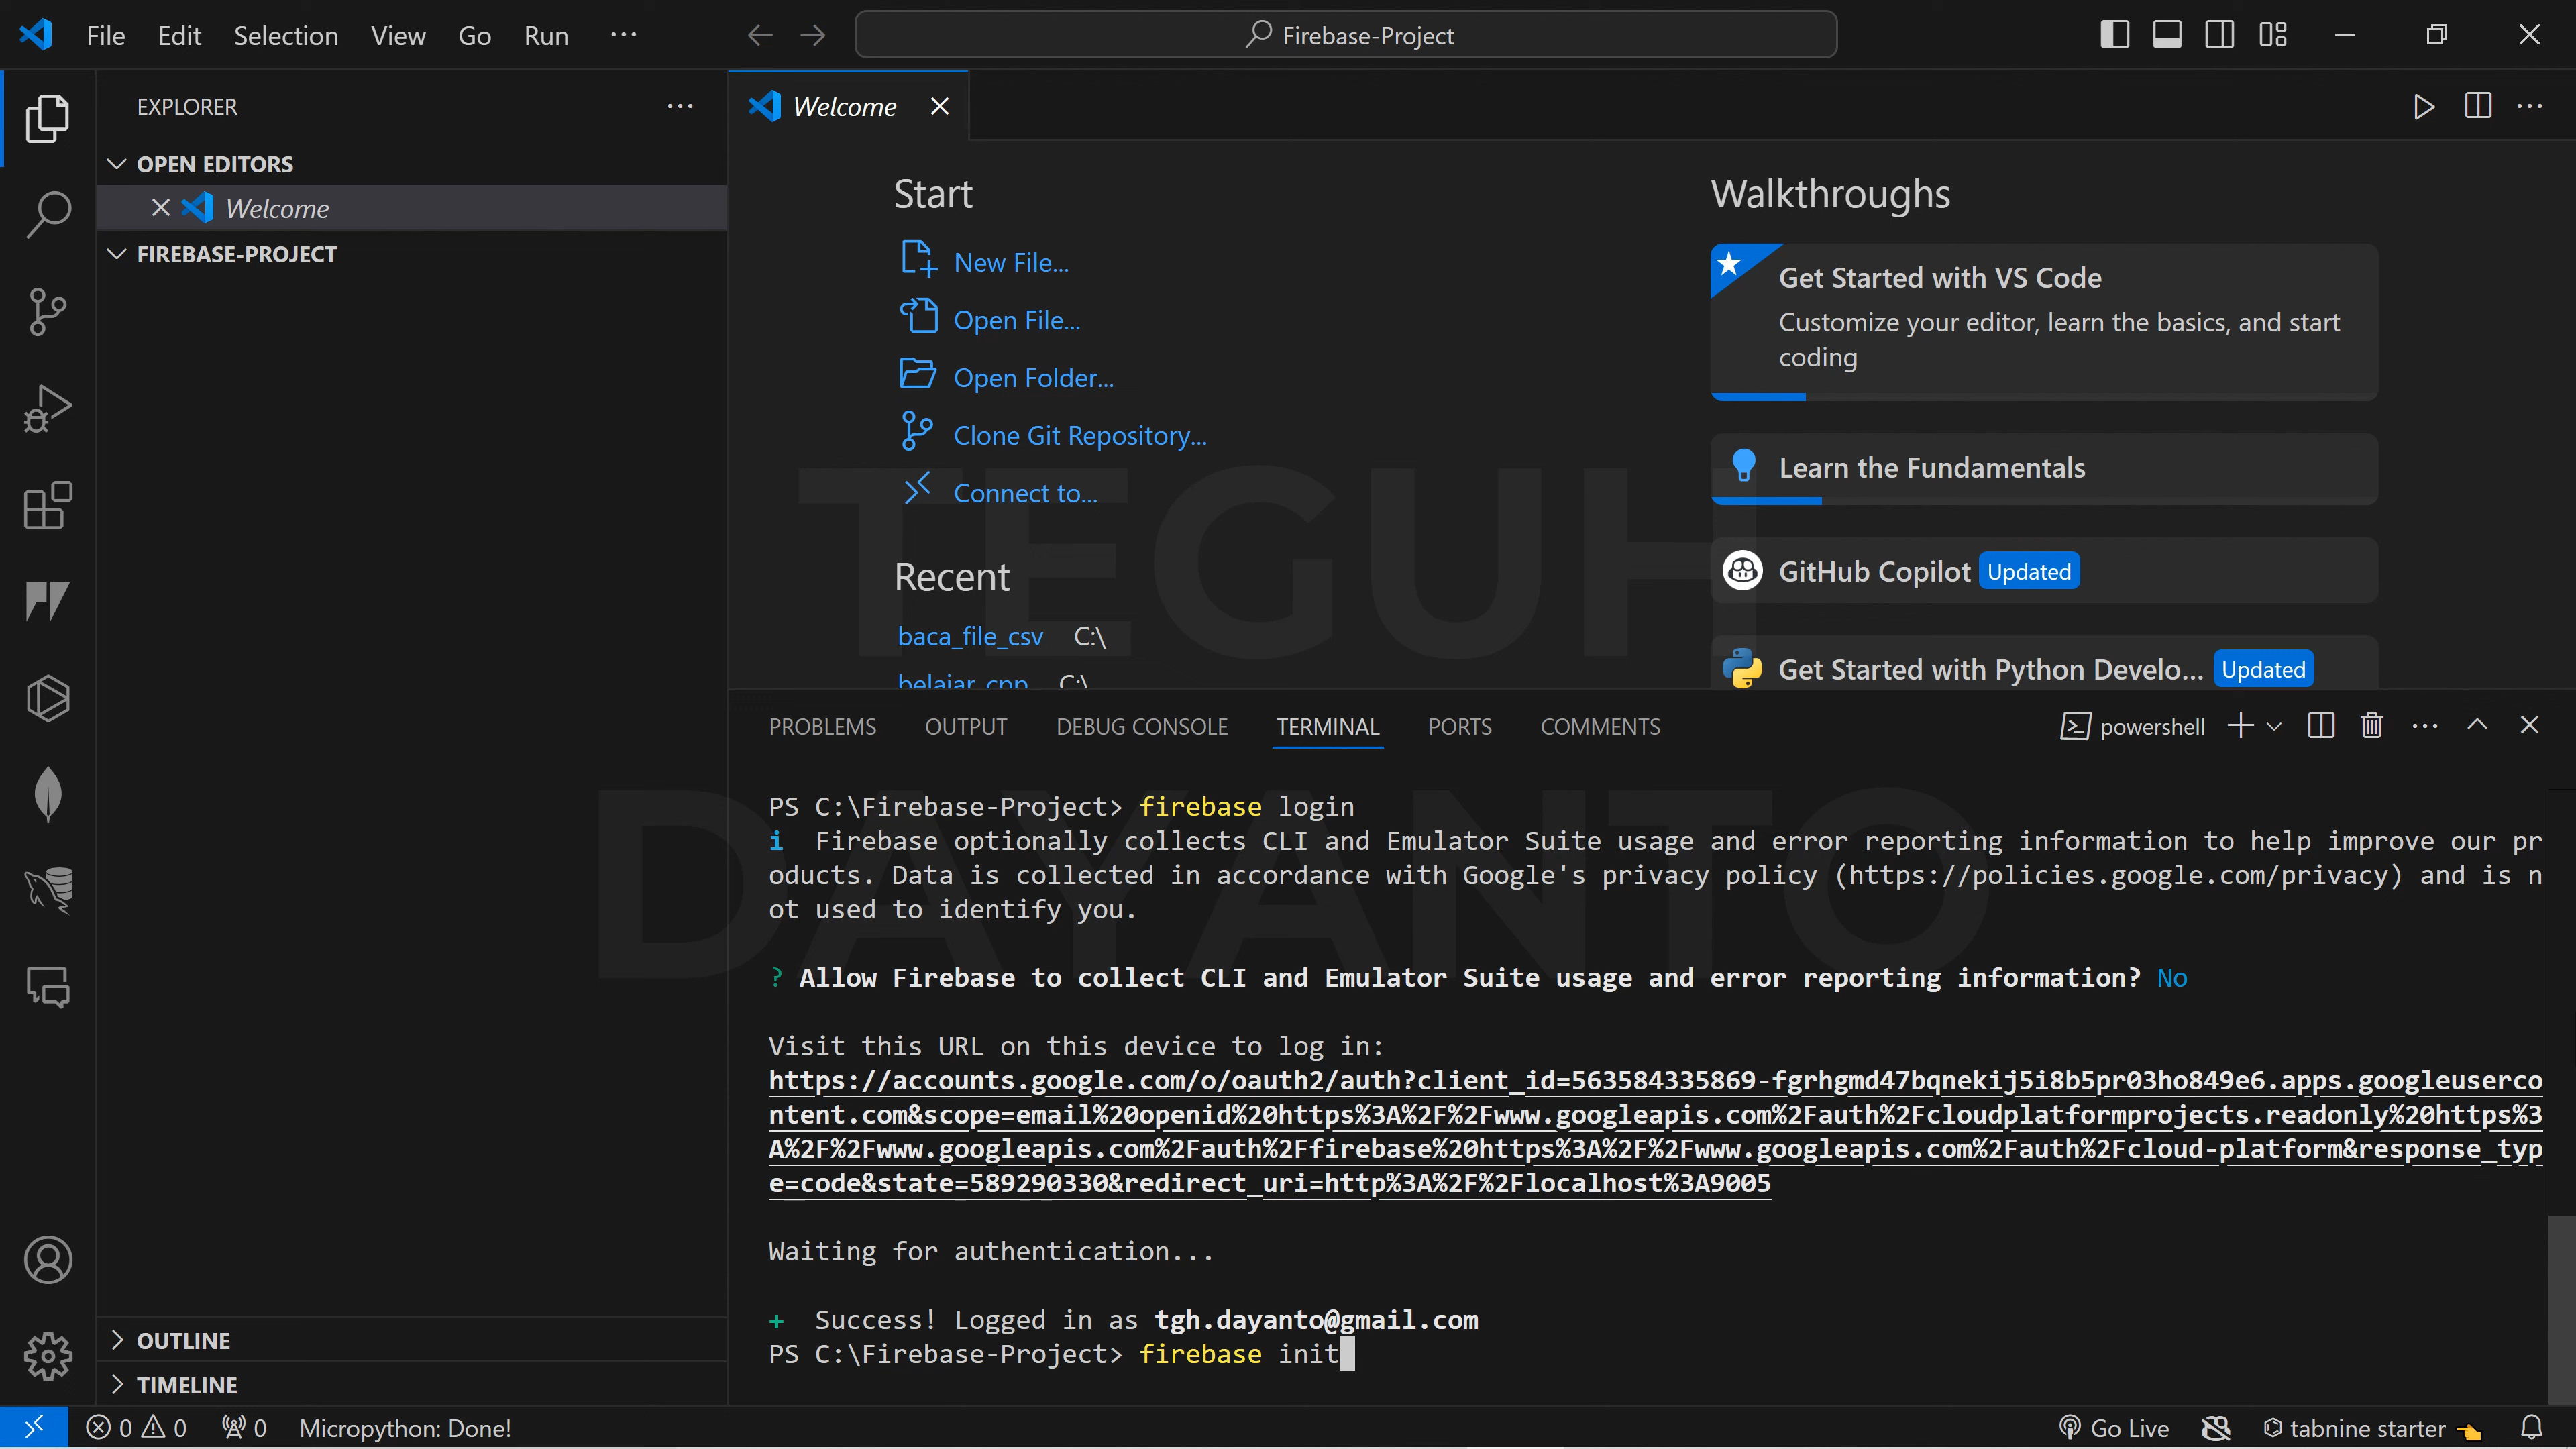 File Edit Selection View Go Run ... Firebase-Project
EXPLORER
OPEN EDITORS
Welcome
FIREBASE-PROJECT
OUTLINE
TIMELINE
Welcome
Start
New File...
Open File...
Open Folder...
Clone Git Repository...
Connect to...
Recent
baca_file_csv C:\
belajar_cpp C:\
Walkthroughs
Get Started with VS Code
Customize your editor, learn the basics, and start
coding
Learn the Fundamentals
GitHub Copilot Updated
Get Started with Python Develo... Updated
TEGUH
DAYANTO
PROBLEMS OUTPUT DEBUG CONSOLE TERMINAL PORTS COMMENTS powershell
PS C:\Firebase-Project> firebase login
i Firebase optionally collects CLI and Emulator Suite usage and error reporting information to help improve our pr
oducts. Data is collected in accordance with Google's privacy policy (https://policies.google.com/privacy) and is n
ot used to identify you.
? Allow Firebase to collect CLI and Emulator Suite usage and error reporting information? No
Visit this URL on this device to log in:
https://accounts.google.com/o/oauth2/auth?client_id=563584335869-fgrhgmd47bqnekij5i8b5pr03ho849e6.apps.googleuserco
ntent.com&scope=email%20openid%20https%3A%2F%2Fwww.googleapis.com%2Fauth%2Fcloudplatformprojects.readonly%20https%3
A%2F%2Fwww.googleapis.com%2Fauth%2Ffirebase%20https%3A%2F%2Fwww.googleapis.com%2Fauth%2Fcloud-platform&response_typ
e=code&state=589290330&redirect_uri=http%3A%2F%2Flocalhost%3A9005
Waiting for authentication...
+ Success! Logged in as tgh.dayanto@gmail.com
PS C:\Firebase-Project> firebase init
0 0 0 Micropython: Done! Go Live tabnine starter